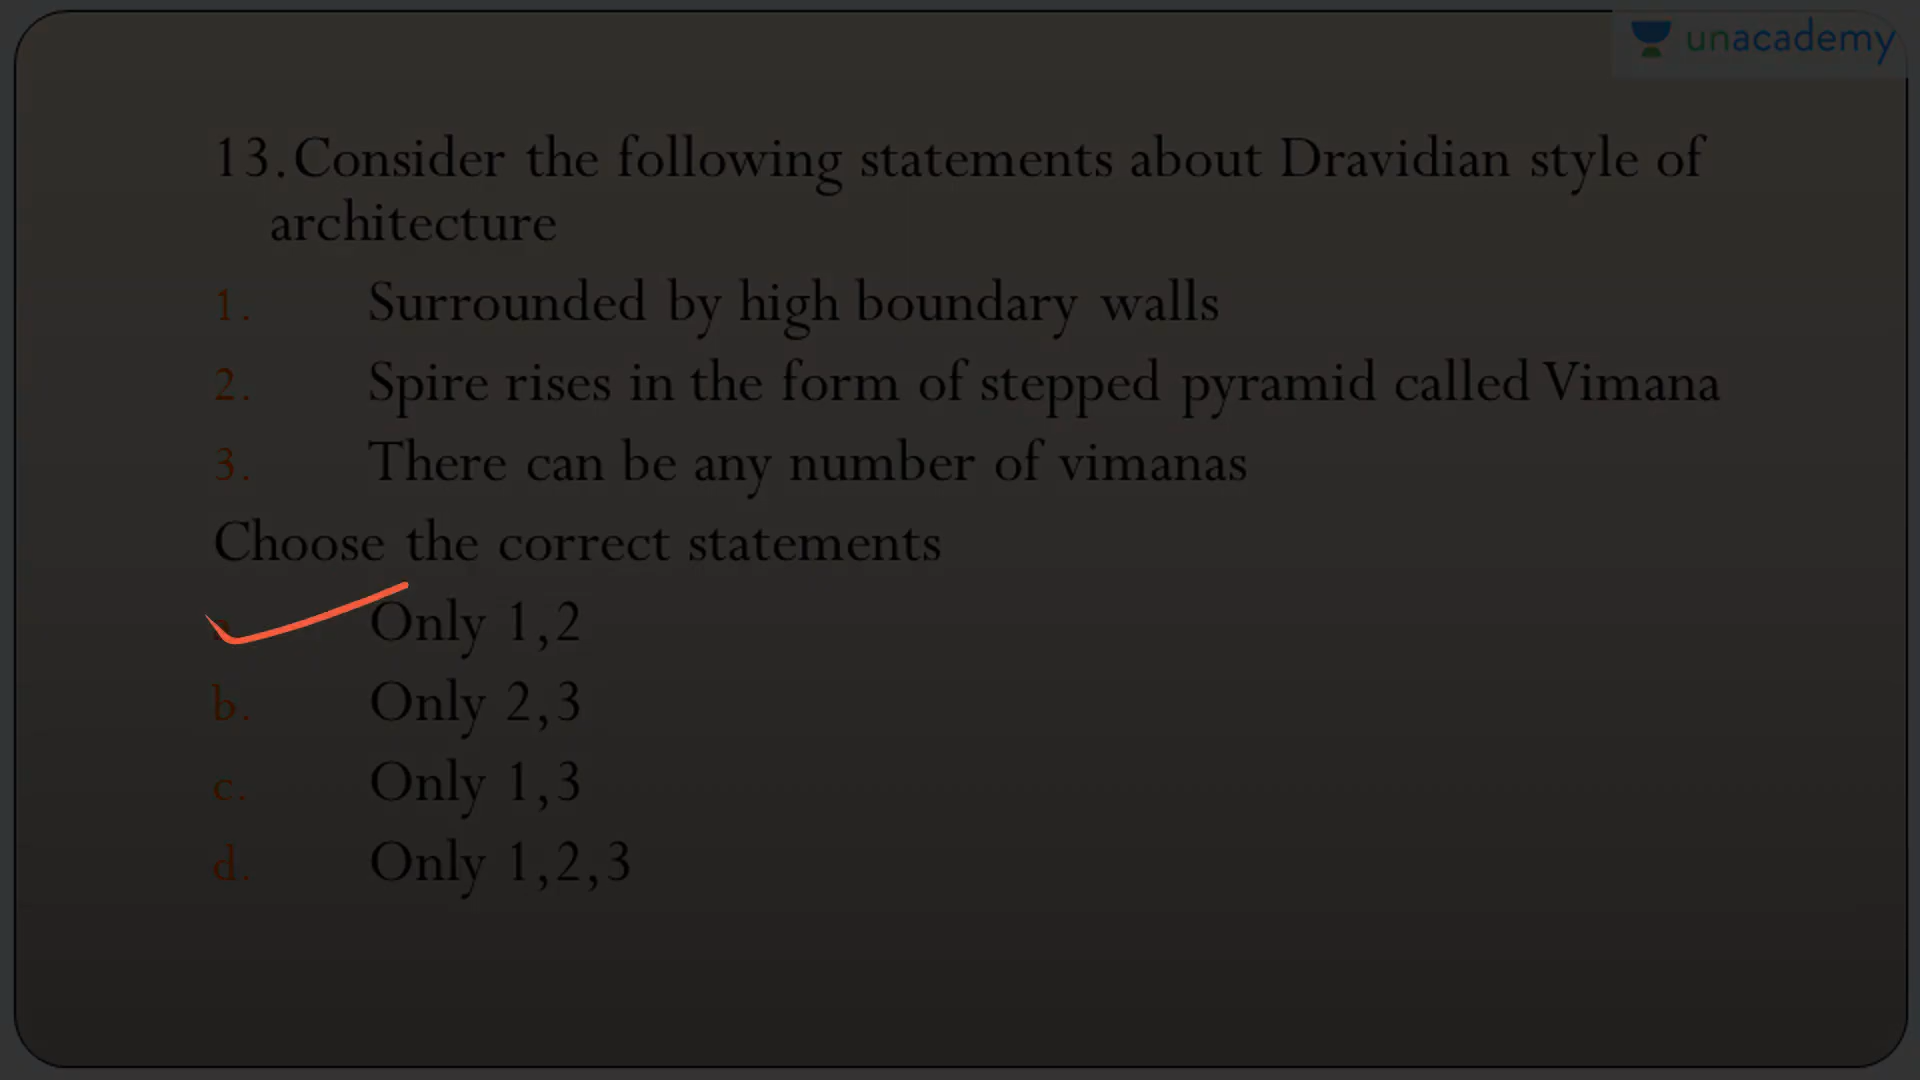 unacademy
13. Consider the following statements about Dravidian style of
architecture
1. Surrounded by high boundary walls
2. Spire rises in the form of stepped pyramid called Vimana
3. There can be any number of vimanas
Choose the correct statements
Only 1,2
b. Only 2,3
c. Only 1,3
d. Only 1,2,3